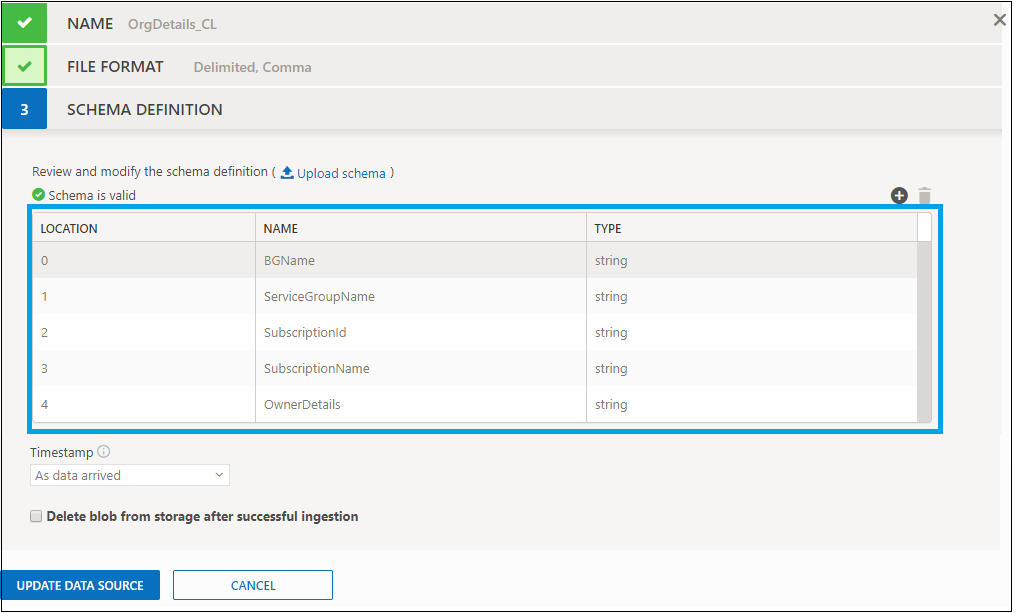 NAME OrgDetails_CL
FILE FORMAT Delimited, Comma
3 SCHEMA DEFINITION
Review and modify the schema definition ( Upload schema )
Schema is valid
LOCATION NAME TYPE
0 BGName string
1 ServiceGroupName string
2 SubscriptionId string
3 SubscriptionName string
4 OwnerDetails string
Timestamp
As data arrived
Delete blob from storage after successful ingestion
UPDATE DATA SOURCE CANCEL